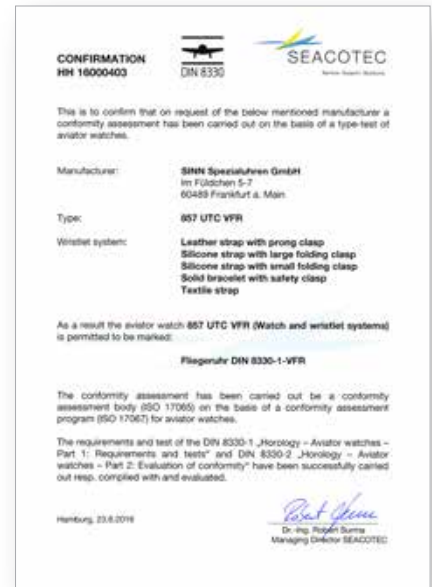 CONFIRMATION
HH 16000403
DIN 8330
SEACOTEC
This is to confirm that on request of the below mentioned manufacturer a
conformity assessment has been carried out on the basis of a type-test of
aviator watches.
Manufacturer: SINN Spezialuhren GmbH
Im Füldchen 5-7
60489 Frankfurt a. Main
Type: 857 UTC VFR
Wristlet system: Leather strap with prong clasp
Silicone strap with large folding clasp
Silicone strap with small folding clasp
Solid bracelet with safety clasp
Textile strap
As a result the aviator watch 857 UTC VFR (Watch and wristlet systems)
is permitted to be marked:
Fliegeruhr DIN 8330-1-VFR
The conformity assessment has been carried out be a conformity
assessment body (ISO 17065) on the basis of a conformity assessment
program (ISO 17067) for aviator watches.
The requirements and test of the DIN 8330-1 „Horology – Aviator watches –
Part 1: Requirements and tests" and DIN 8330-2 „Horology – Aviator
watches – Part 2: Evaluation of conformity" have been successfully carried
out resp. complied with and evaluated.
Hamburg, 23.6.2016
Dr.-Ing. Robert Surma
Managing Director SEACOTEC